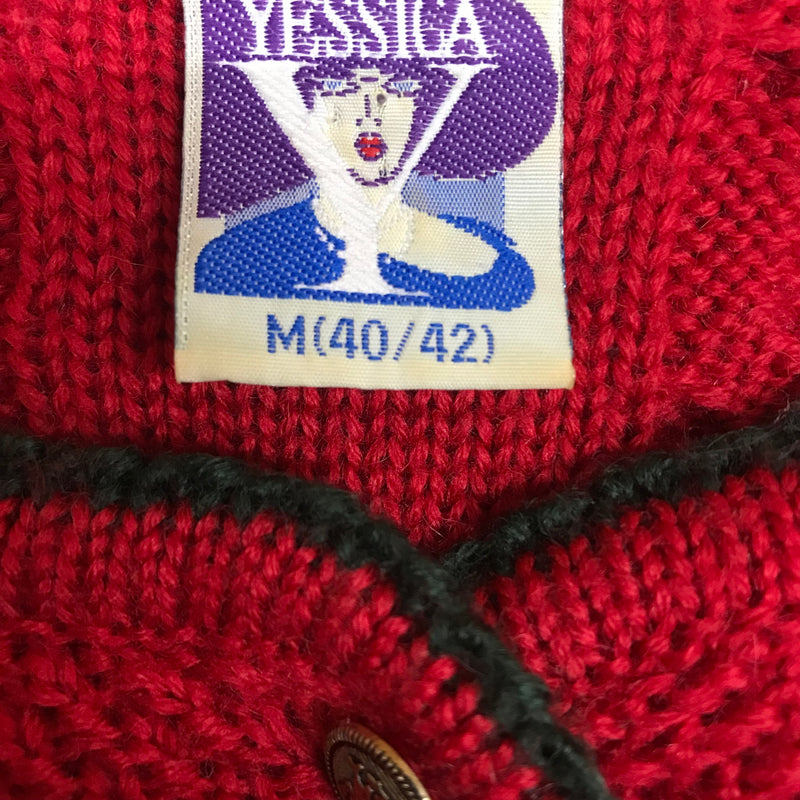 YESSICA
Y
M(40/42)